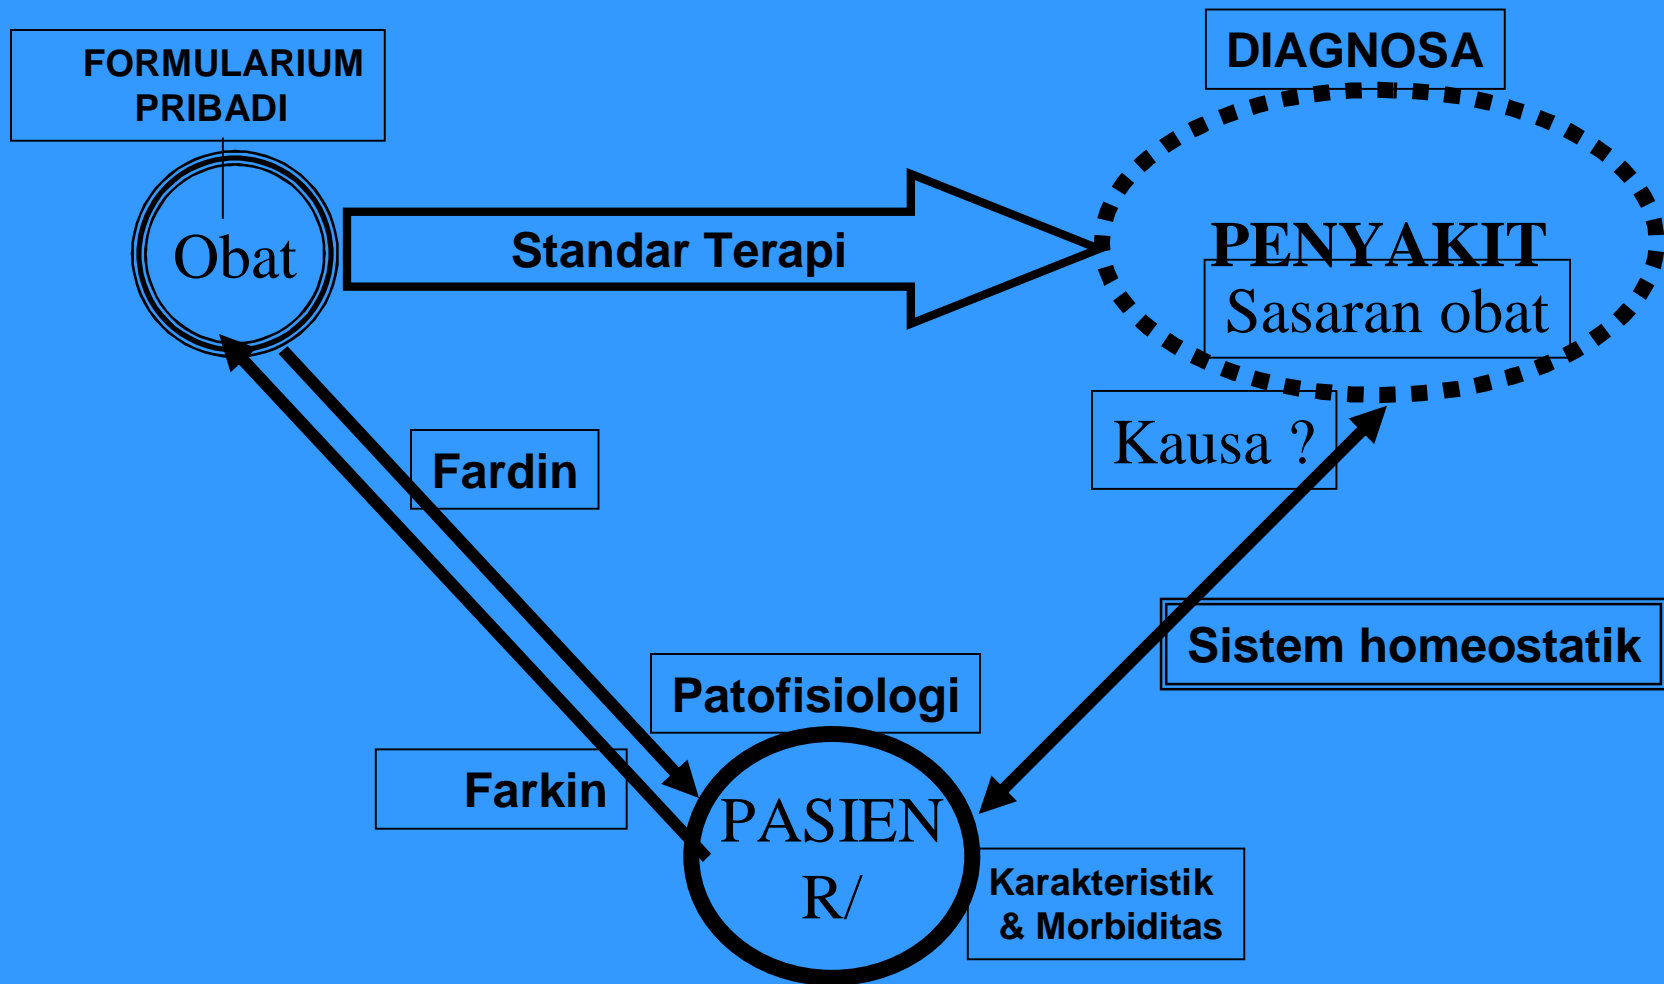 FORMULARIUM
PRIBADI
DIAGNOSA
Obat
Standar Terapi
PENYAKIT
Sasaran obat
Kausa ?
Fardin
Sistem homeostatik
Patofisiologi
Farkin
PASIEN
R/
Karakteristik
& Morbiditas